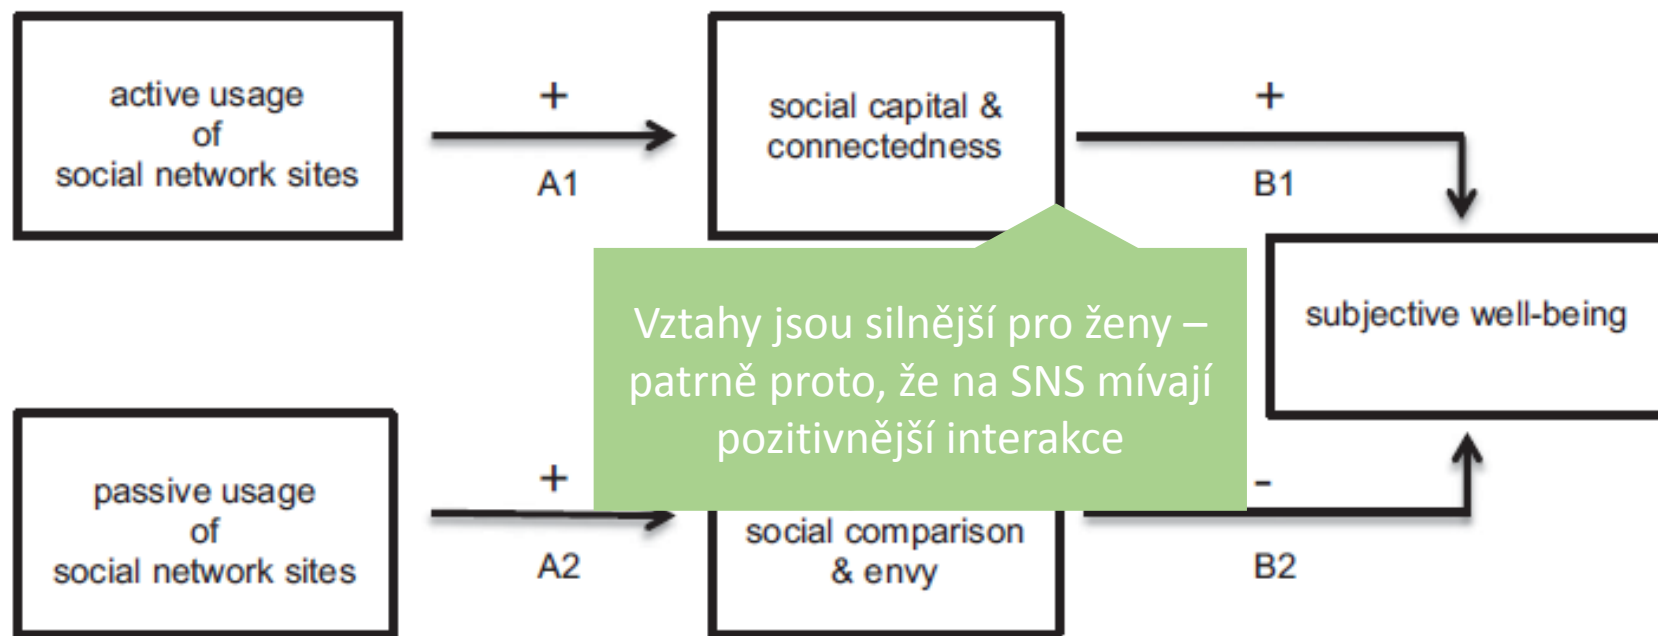 active usage
of
social network sites
+
A1
social capital &
connectedness
+
B1
Vztahy jsou silnější pro ženy –
patrně proto, že na SNS mívají
pozitivnější interakce
subjective well-being
passive usage
of
social network sites
+
A2
social comparison
& envy
-
B2